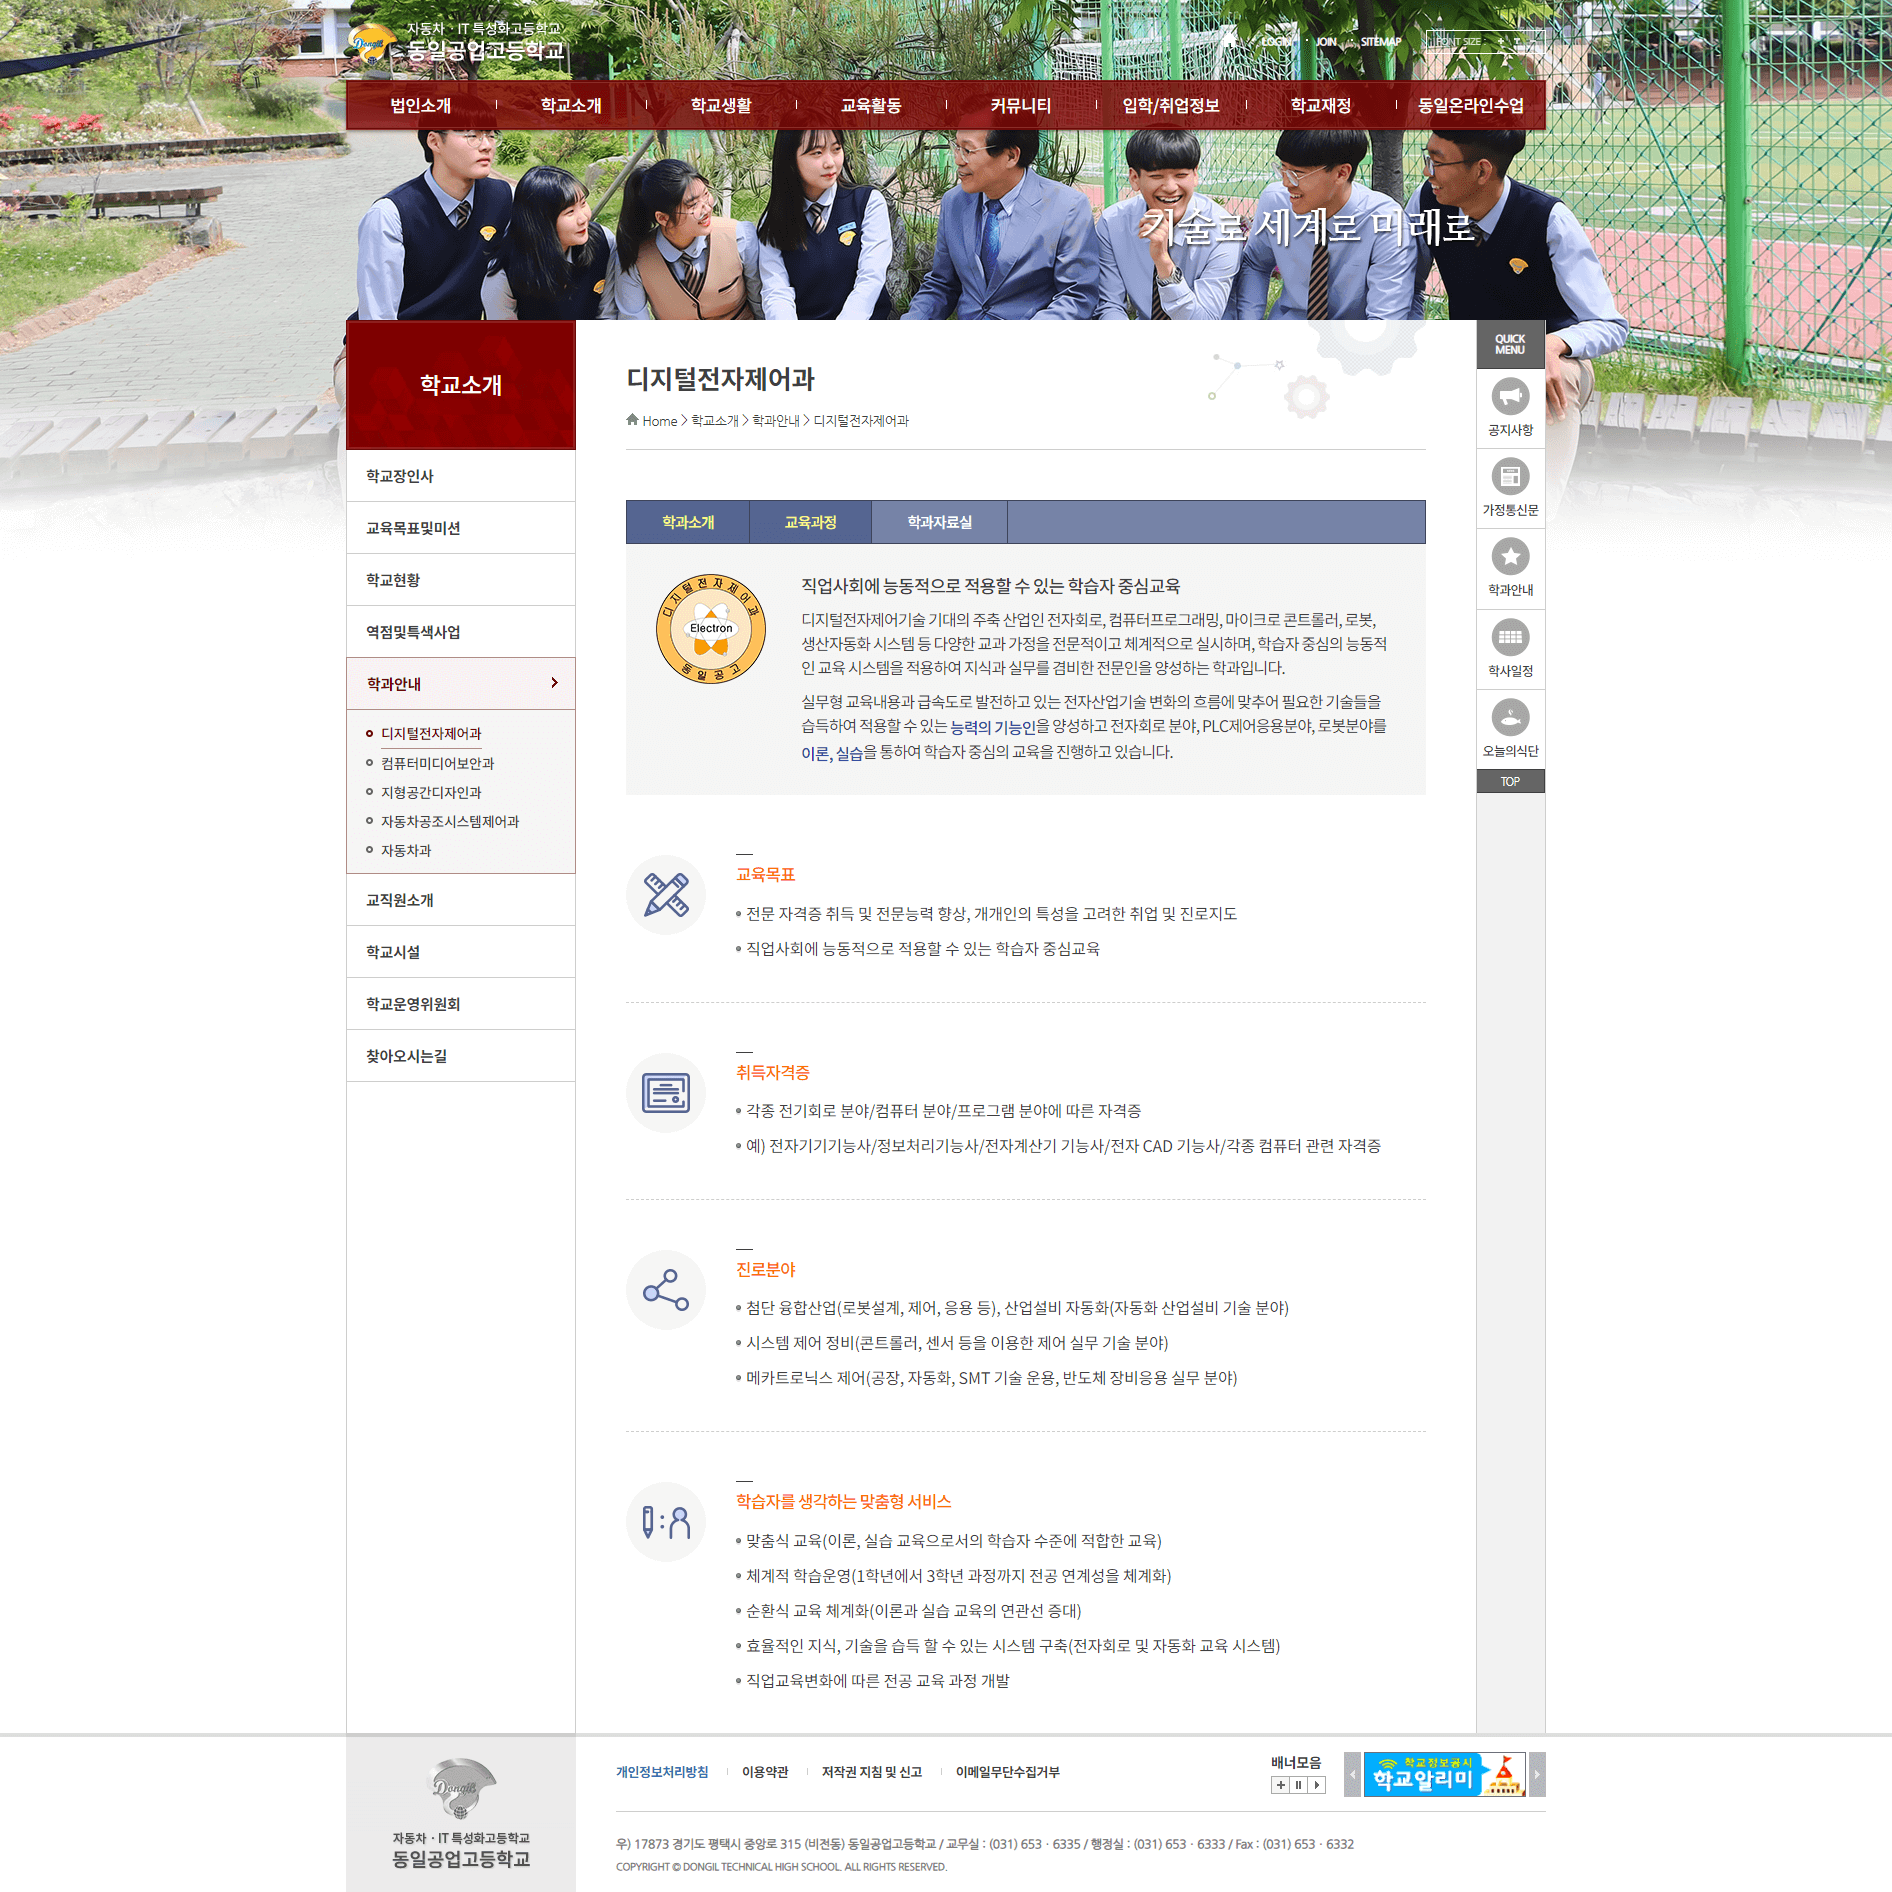 자동차 · IT 특성화고등학교
동일공업고등학교
LOGIN · JOIN · SITEMAP
FONT SIZE + T -
법인소개
학교소개
학교생활
교육활동
커뮤니티
입학/취업정보
학교재정
동일온라인수업
기술로 세계로 미래로
학교소개
학교장인사
교육목표및미션
학교현황
역점및특색사업
학과안내
디지털전자제어과
컴퓨터미디어보안과
지형공간디자인과
자동차공조시스템제어과
자동차과
교직원소개
학교시설
학교운영위원회
찾아오시는길
디지털전자제어과
Home > 학교소개 > 학과안내 > 디지털전자제어과
학과소개
교육과정
학과자료실
디지털전자제어과
Electron
동일공고
직업사회에 능동적으로 적용할 수 있는 학습자 중심교육
디지털전자제어기술 기대의 주축 산업인 전자회로, 컴퓨터프로그래밍, 마이크로 콘트롤러, 로봇,
생산자동화 시스템 등 다양한 교과 가정을 전문적이고 체계적으로 실시하며, 학습자 중심의 능동적
인 교육 시스템을 적용하여 지식과 실무를 겸비한 전문인을 양성하는 학과입니다.
실무형 교육내용과 급속도로 발전하고 있는 전자산업기술 변화의 흐름에 맞추어 필요한 기술들을
습득하여 적용할 수 있는 능력의 기능인을 양성하고 전자회로 분야, PLC제어응용분야, 로봇분야를
이론, 실습을 통하여 학습자 중심의 교육을 진행하고 있습니다.
교육목표
전문 자격증 취득 및 전문능력 향상, 개개인의 특성을 고려한 취업 및 진로지도
직업사회에 능동적으로 적용할 수 있는 학습자 중심교육
취득자격증
각종 전기회로 분야/컴퓨터 분야/프로그램 분야에 따른 자격증
예) 전자기기기능사/정보처리기능사/전자계산기 기능사/전자 CAD 기능사/각종 컴퓨터 관련 자격증
진로분야
첨단 융합산업(로봇설계, 제어, 응용 등), 산업설비 자동화(자동화 산업설비 기술 분야)
시스템 제어 정비(콘트롤러, 센서 등을 이용한 제어 실무 기술 분야)
메카트로닉스 제어(공장, 자동화, SMT 기술 운용, 반도체 장비응용 실무 분야)
학습자를 생각하는 맞춤형 서비스
맞춤식 교육(이론, 실습 교육으로서의 학습자 수준에 적합한 교육)
체계적 학습운영(1학년에서 3학년 과정까지 전공 연계성을 체계화)
순환식 교육 체계화(이론과 실습 교육의 연관선 증대)
효율적인 지식, 기술을 습득 할 수 있는 시스템 구축(전자회로 및 자동화 교육 시스템)
직업교육변화에 따른 전공 교육 과정 개발
QUICK
MENU
공지사항
가정통신문
학과안내
학사일정
오늘의식단
TOP
Dongil
자동차 · IT 특성화고등학교
동일공업고등학교
개인정보처리방침
이용약관
저작권 지침 및 신고
이메일무단수집거부
배너모음
학교정보공시
학교알리미
우) 17873 경기도 평택시 중앙로 315 (비전동) 동일공업고등학교 / 교무실 : (031) 653 · 6335 / 행정실 : (031) 653 · 6333 / Fax : (031) 653 · 6332
COPYRIGHT © DONGIL TECHNICAL HIGH SCHOOL. ALL RIGHTS RESERVED.